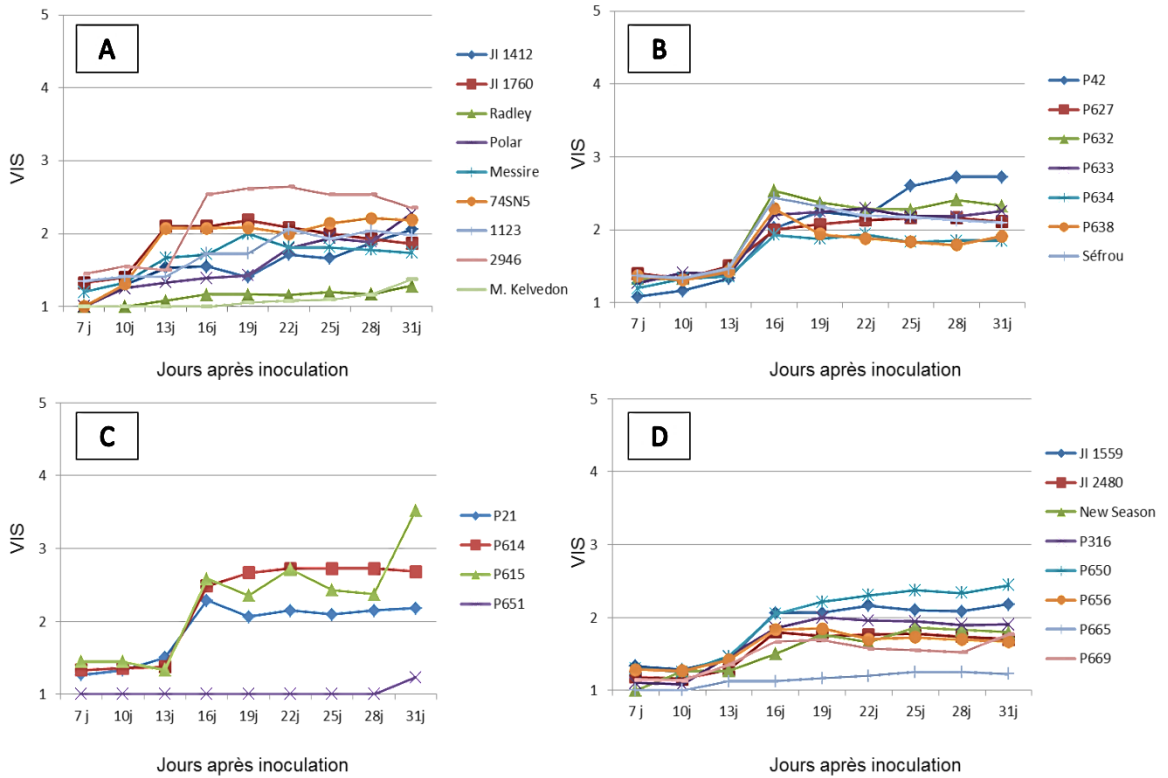 A
5
4
3
2
1
VIS
7 j 10j 13j 16j 19j 22j 25j 28j 31j
Jours après inoculation
JI 1412
JI 1760
Radley
Polar
Messire
74SN5
1123
2946
M. Kelvedon
B
5
4
3
2
1
VIS
7 j 10j 13j 16j 19j 22j 25j 28j 31j
Jours après inoculation
P42
P627
P632
P633
P634
P638
Séfrou
C
5
4
3
2
1
VIS
7 j 10j 13j 16j 19j 22j 25j 28j 31j
Jours après inoculation
P21
P614
P615
P651
D
5
4
3
2
1
VIS
7 j 10j 13j 16j 19j 22j 25j 28j 31j
Jours après inoculation
JI 1559
JI 2480
New Season
P316
P650
P656
P665
P669